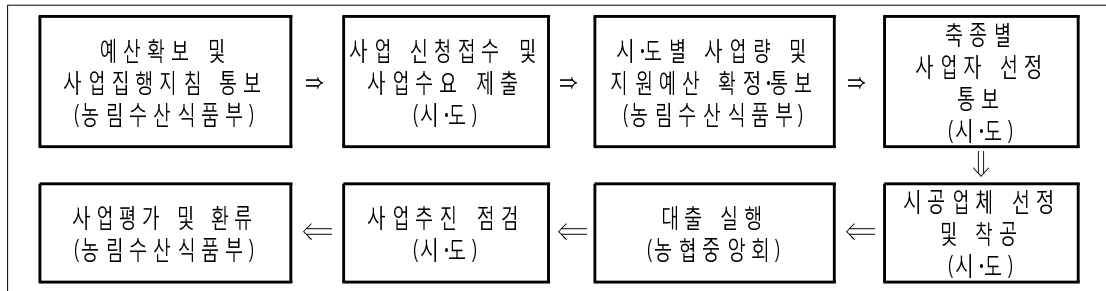 예산확보 및
사업집행지침 통보
(농림수산식품부)
⇒
사업 신청접수 및
사업수요 제출
(시·도)
⇒
시·도별 사업량 및
지원예산 확정·통보
(농림수산식품부)
⇒
축종별
사업자 선정
통보
(시·도)
⇓
시공업체 선정
및 착공
(시·도)
⇐
대출 실행
(농협중앙회)
⇐
사업추진 점검
(시·도)
⇐
사업평가 및 환류
(농림수산식품부)